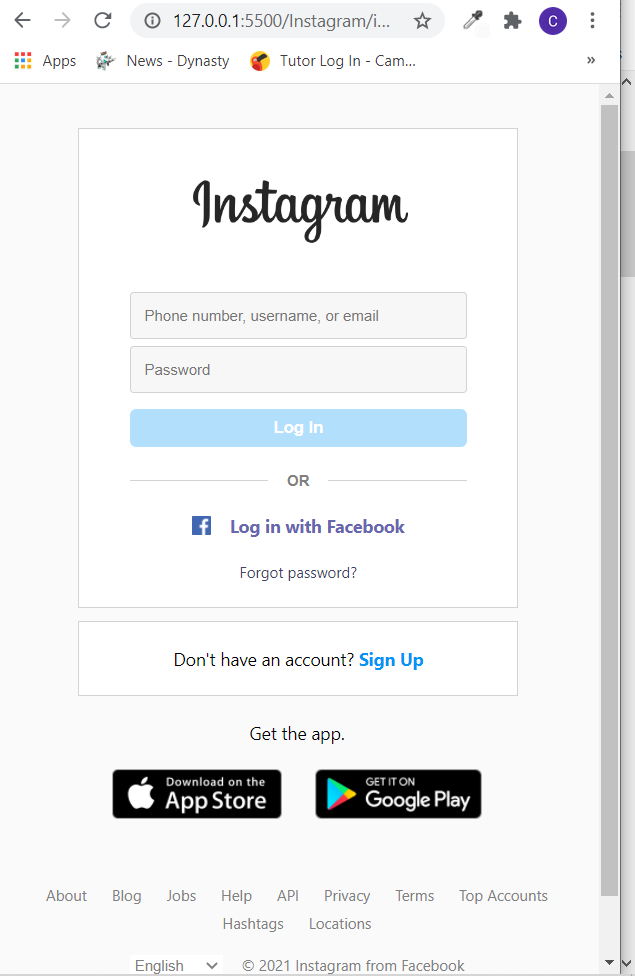 127.0.0.1:5500/Instagram/i...
C
Apps News - Dynasty Tutor Log In - Cam... »
Instagram
Phone number, username, or email
Password
Log In
OR
Log in with Facebook
Forgot password?
Don't have an account? Sign Up
Get the app.
Download on the App Store
GET IT ON Google Play
About Blog Jobs Help API Privacy Terms Top Accounts
Hashtags Locations
English © 2021 Instagram from Facebook